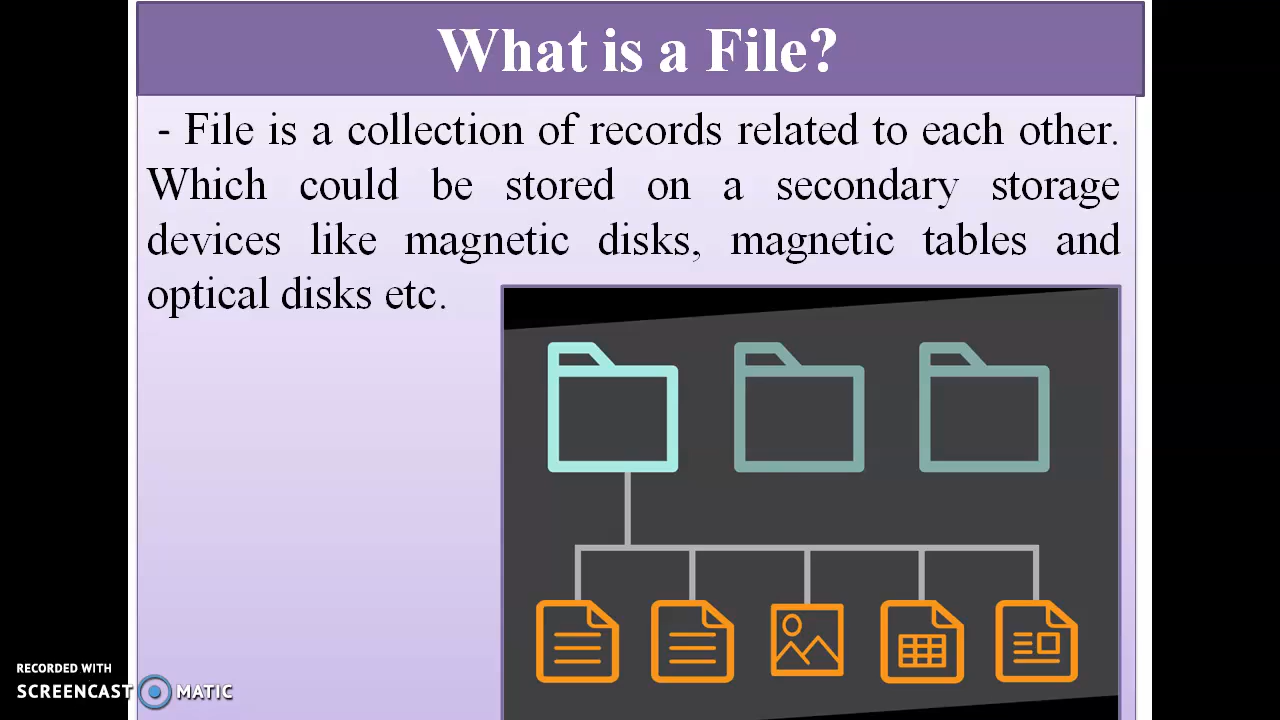 What is a File?
- File is a collection of records related to each other.
Which could be stored on a secondary storage
devices like magnetic disks, magnetic tables and
optical disks etc.
RECORDED WITH
SCREENCAST MATIC